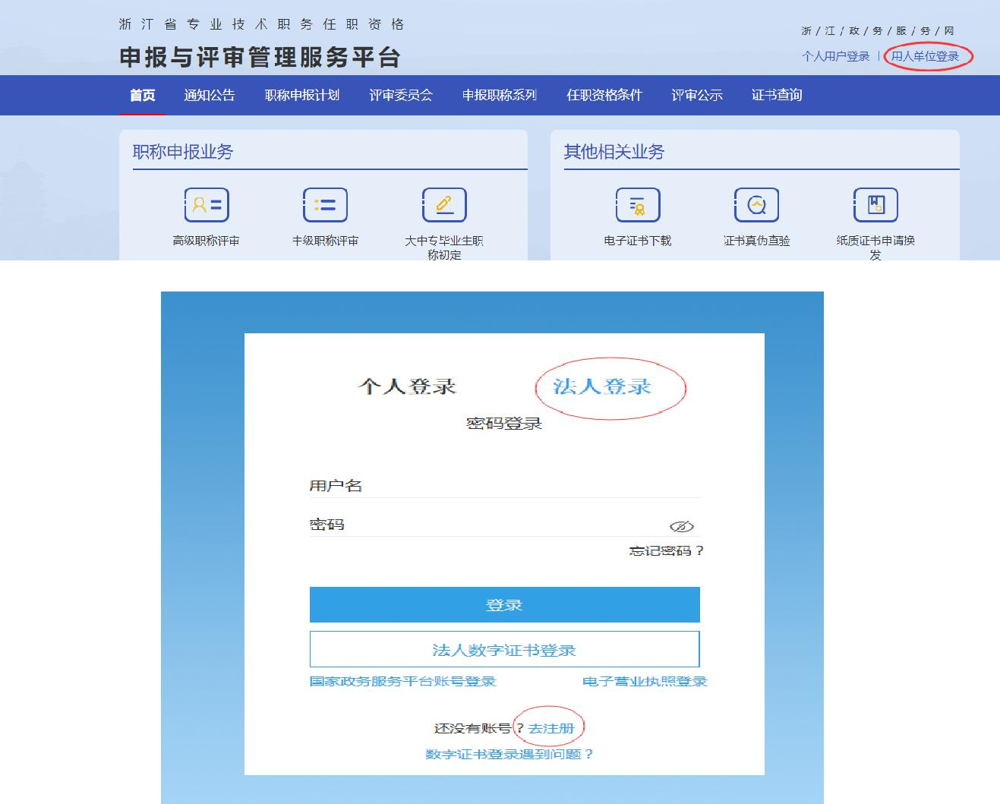 浙江省专业技术职务任职资格
申报与评审管理服务平台
浙/江/政/务/服/务/网
个人用户登录 | 用人单位登录
首页 通知公告 职称申报计划 评审委员会 申报职称系列 任职资格条件 评审公示 证书查询
职称申报业务
其他相关业务
高级职称评审 中级职称评审 大中专毕业生职
称初定
电子证书下载 证书真伪查验 纸质证书申请换
发
个人登录 法人登录
密码登录
用户名
密码
忘记密码？
登录
法人数字证书登录
国家政务服务平台账号登录 电子营业执照登录
还没有账号？去注册
数字证书登录遇到问题？